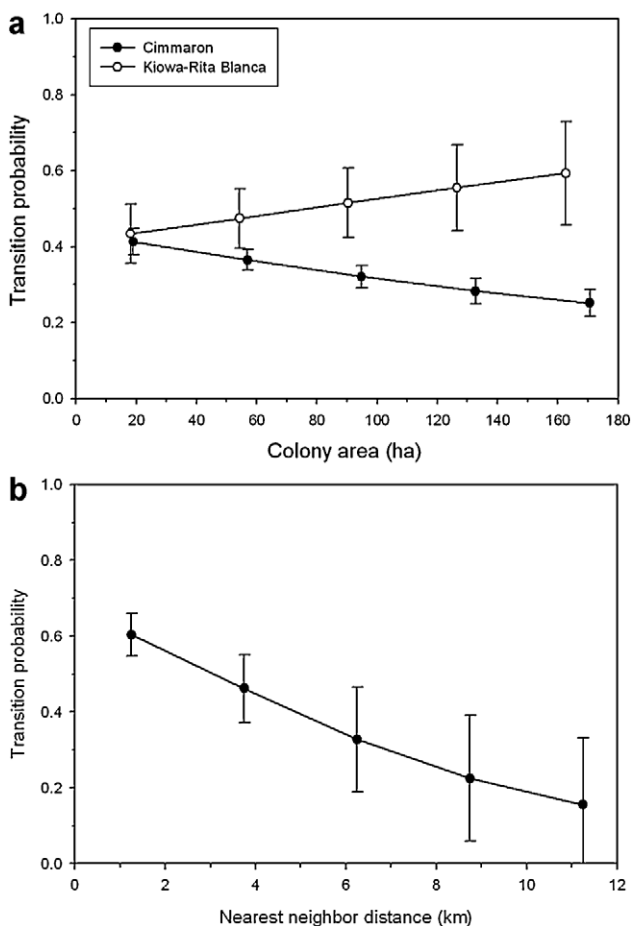 a
1.0
Cimmaron
Kiowa-Rita Blanca
0.8
0.6
0.4
0.2
0.0
Transition probability
0 20 40 60 80 100 120 140 160 180
Colony area (ha)
b
1.0
0.8
0.6
0.4
0.2
0.0
Transition probability
0 2 4 6 8 10 12
Nearest neighbor distance (km)